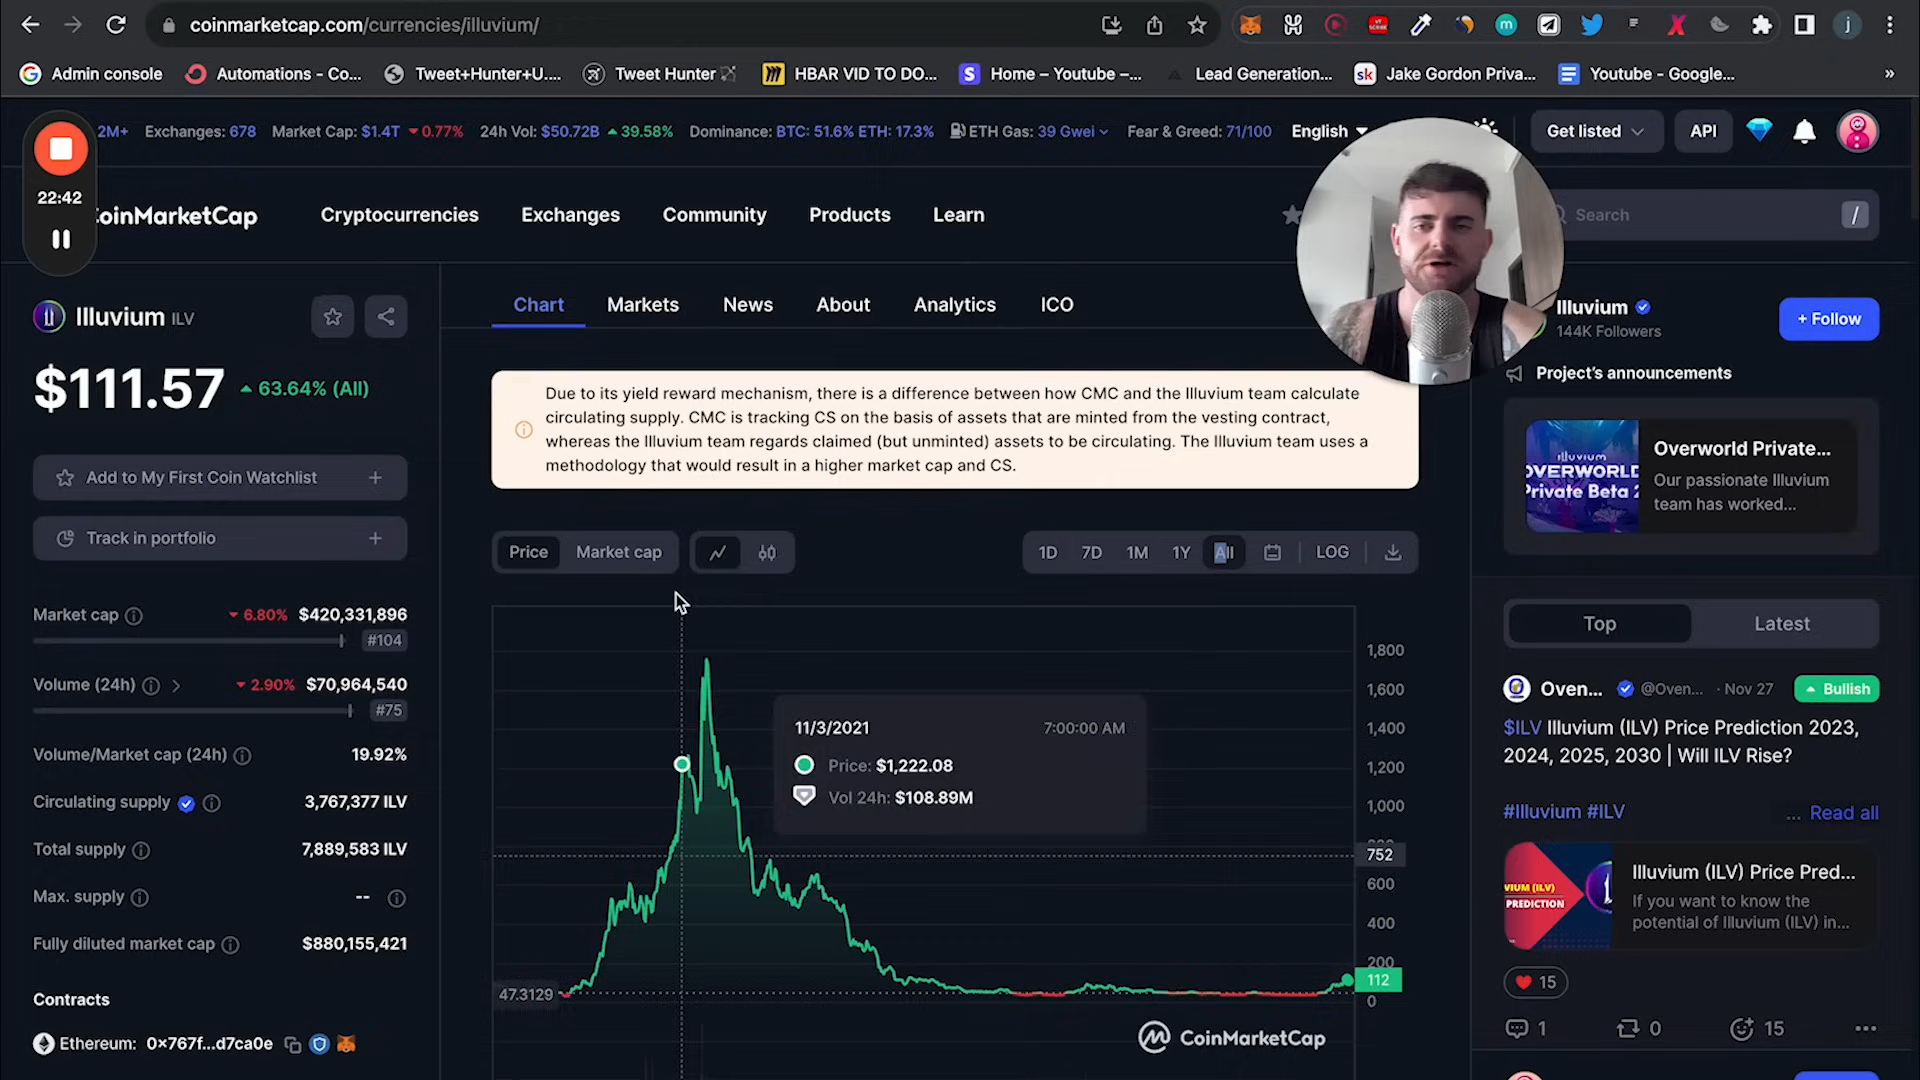 coinmarketcap.com/currencies/illuvium/
j
Admin console
Automations - Co...
Tweet+Hunter+U....
Tweet Hunter
HBAR VID TO DO...
Home – Youtube –...
Lead Generation...
sk
Jake Gordon Priva...
Youtube - Google...
»
2M+
Exchanges: 678
Market Cap: $1.4T 0.77%
24h Vol: $50.72B 39.58%
Dominance: BTC: 51.6% ETH: 17.3%
ETH Gas: 39 Gwei
Fear & Greed: 71/100
English
Get listed
API
22:42
oinMarketCap
Cryptocurrencies
Exchanges
Community
Products
Learn
Search
/
Illuvium ILV
$111.57
63.64% (All)
Add to My First Coin Watchlist
+
Track in portfolio
+
Market cap
6.80% $420,331,896
#104
Volume (24h)
2.90% $70,964,540
#75
Volume/Market cap (24h)
19.92%
Circulating supply
3,767,377 ILV
Total supply
7,889,583 ILV
Max. supply
--
Fully diluted market cap
$880,155,421
Contracts
Ethereum: 0x767f...d7ca0e
Chart
Markets
News
About
Analytics
ICO
Due to its yield reward mechanism, there is a difference between how CMC and the Illuvium team calculate
circulating supply. CMC is tracking CS on the basis of assets that are minted from the vesting contract,
whereas the Illuvium team regards claimed (but unminted) assets to be circulating. The Illuvium team uses a
methodology that would result in a higher market cap and CS.
Price
Market cap
1D
7D
1M
1Y
All
LOG
1,800
1,600
1,400
1,200
1,000
752
600
400
200
112
0
47.3129
11/3/2021
7:00:00 AM
Price: $1,222.08
Vol 24h: $108.89M
CoinMarketCap
Illuvium
144K Followers
+ Follow
Project's announcements
illuvium
OVERWORLD
Private Beta 2
Overworld Private...
Our passionate Illuvium
team has worked...
Top
Latest
Oven...
@Oven...
· Nov 27
Bullish
$ILV Illuvium (ILV) Price Prediction 2023,
2024, 2025, 2030 | Will ILV Rise?
#Illuvium #ILV
... Read all
VIUM (ILV)
PREDICTION
Illuvium (ILV) Price Pred...
If you want to know the
potential of Illuvium (ILV) in...
15
1
0
15